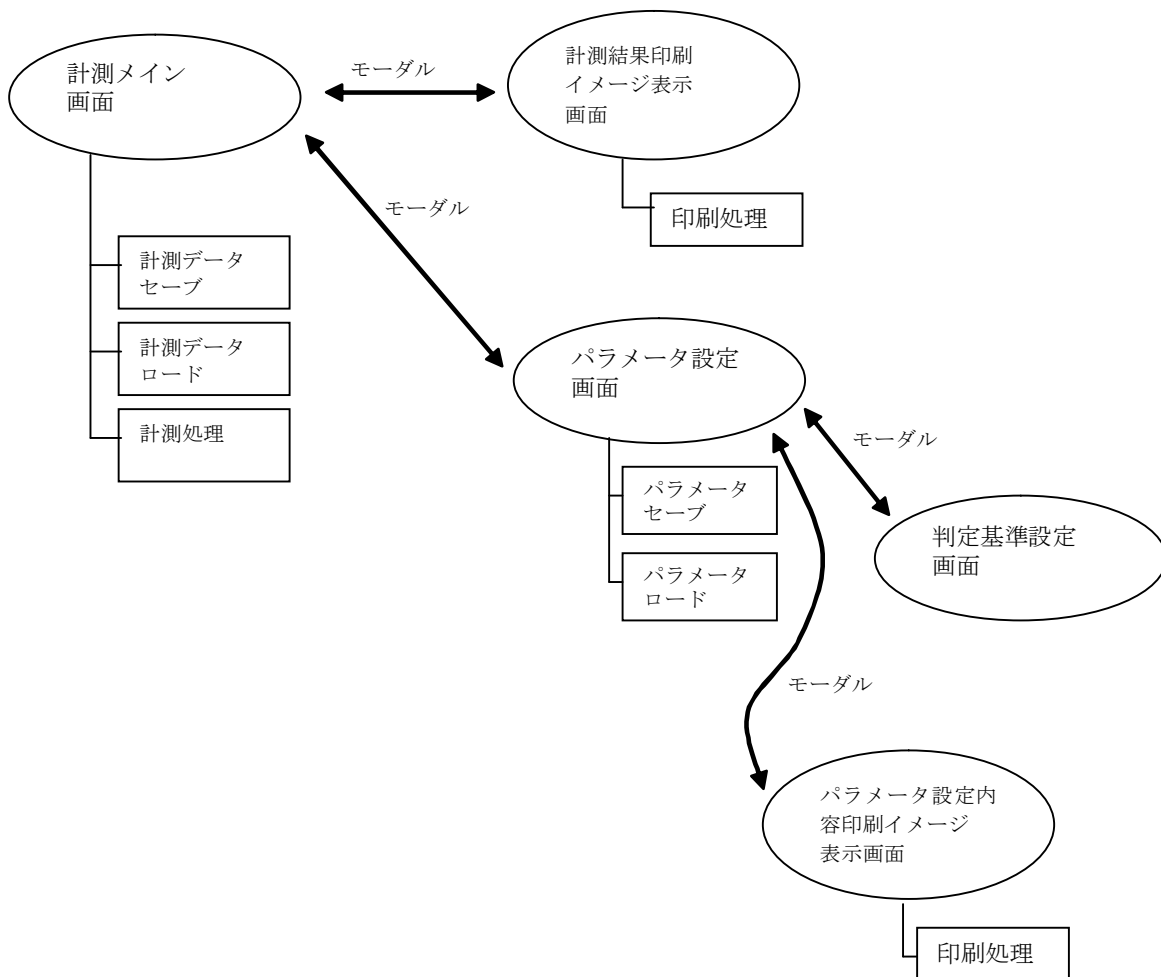 計測メイン
画面
モーダル
計測結果印刷
イメージ表示
画面
印刷処理
モーダル
計測データ
セーブ
計測データ
ロード
計測処理
パラメータ設定
画面
パラメータ
セーブ
パラメータ
ロード
モーダル
判定基準設定
画面
モーダル
パラメータ設定内
容印刷イメージ
表示画面
印刷処理